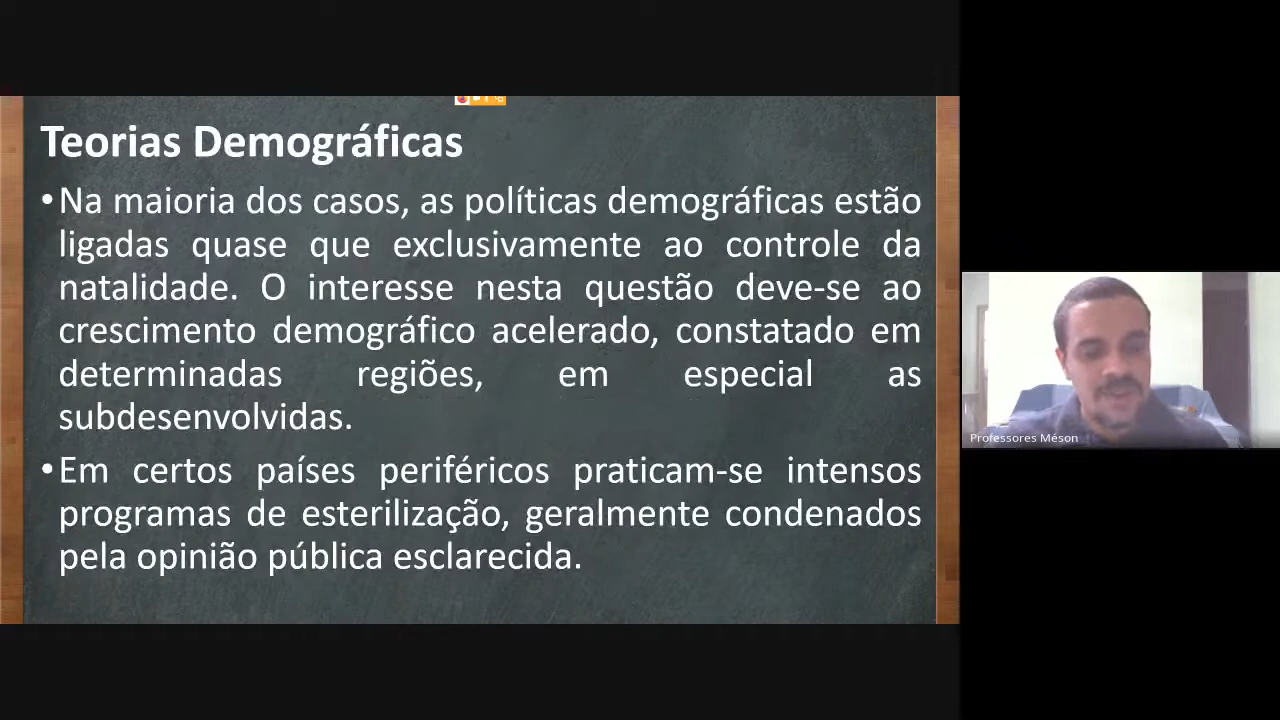 Teorias Demográficas
•Na maioria dos casos, as políticas demográficas estão
ligadas quase que exclusivamente ao controle da
natalidade. O interesse nesta questão deve-se ao
crescimento demográfico acelerado, constatado em
determinadas regiões, em especial as
subdesenvolvidas.
•Em certos países periféricos praticam-se intensos
programas de esterilização, geralmente condenados
pela opinião pública esclarecida.
Professores Méson